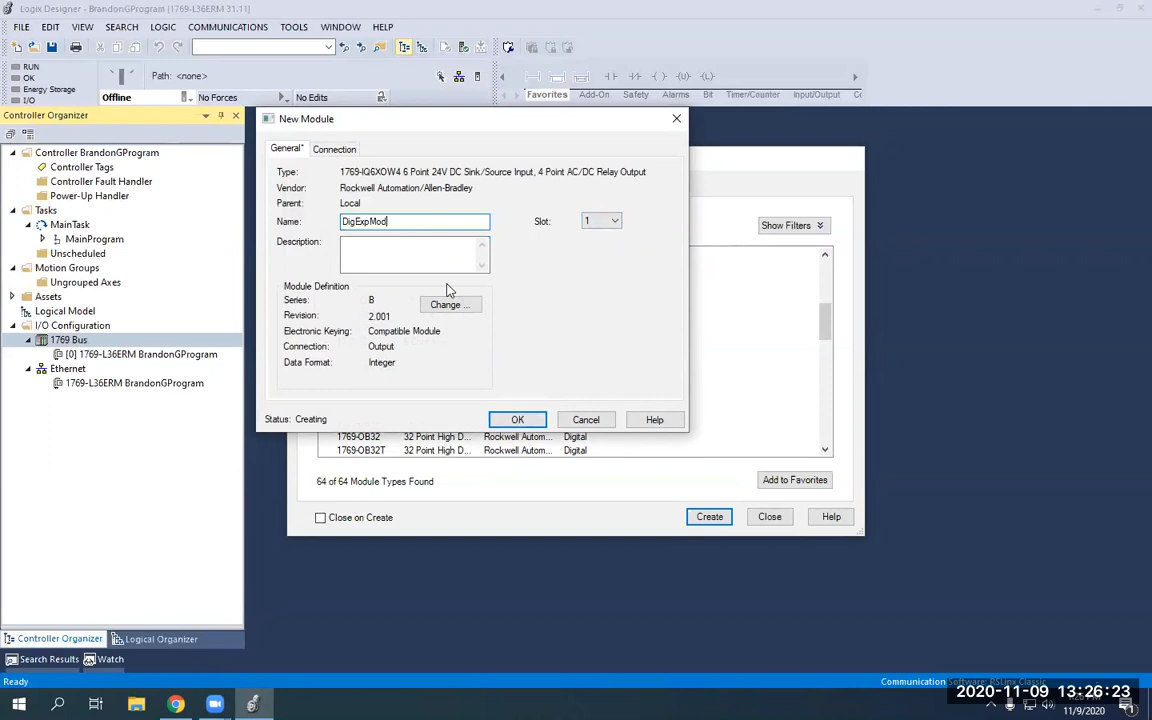 Logix Designer - BrandonGProgram [1769-L36ERM 31.11]
FILE EDIT VIEW SEARCH LOGIC COMMUNICATIONS TOOLS WINDOW HELP
RUN
OK
Energy Storage
I/O
Path: <none>
Offline
No Forces
No Edits
Favorites Add-On Safety Alarms Bit Timer/Counter Input/Output
Controller Organizer
Controller BrandonGProgram
Controller Tags
Controller Fault Handler
Power-Up Handler
Tasks
MainTask
MainProgram
Unscheduled
Motion Groups
Ungrouped Axes
Assets
Logical Model
I/O Configuration
1769 Bus
[0] 1769-L36ERM BrandonGProgram
Ethernet
1769-L36ERM BrandonGProgram
New Module
General* Connection
Type: 1769-IQ6XOW4 6 Point 24V DC Sink/Source Input, 4 Point AC/DC Relay Output
Vendor: Rockwell Automation/Allen-Bradley
Parent: Local
Name: DigExpMod
Slot: 1
Description:
Module Definition
Series: B
Change ...
Revision: 2.001
Electronic Keying: Compatible Module
Connection: Output
Data Format: Integer
Status: Creating
OK Cancel Help
Show Filters
1769-OB32 32 Point High D... Rockwell Autom... Digital
1769-OB32T 32 Point High D... Rockwell Autom... Digital
64 of 64 Module Types Found
Add to Favorites
Close on Create
Create Close Help
Controller Organizer Logical Organizer
Search Results Watch
Ready
Communication Software: RSLinx Classic
2020-11-09 13:26:23
11/9/2020